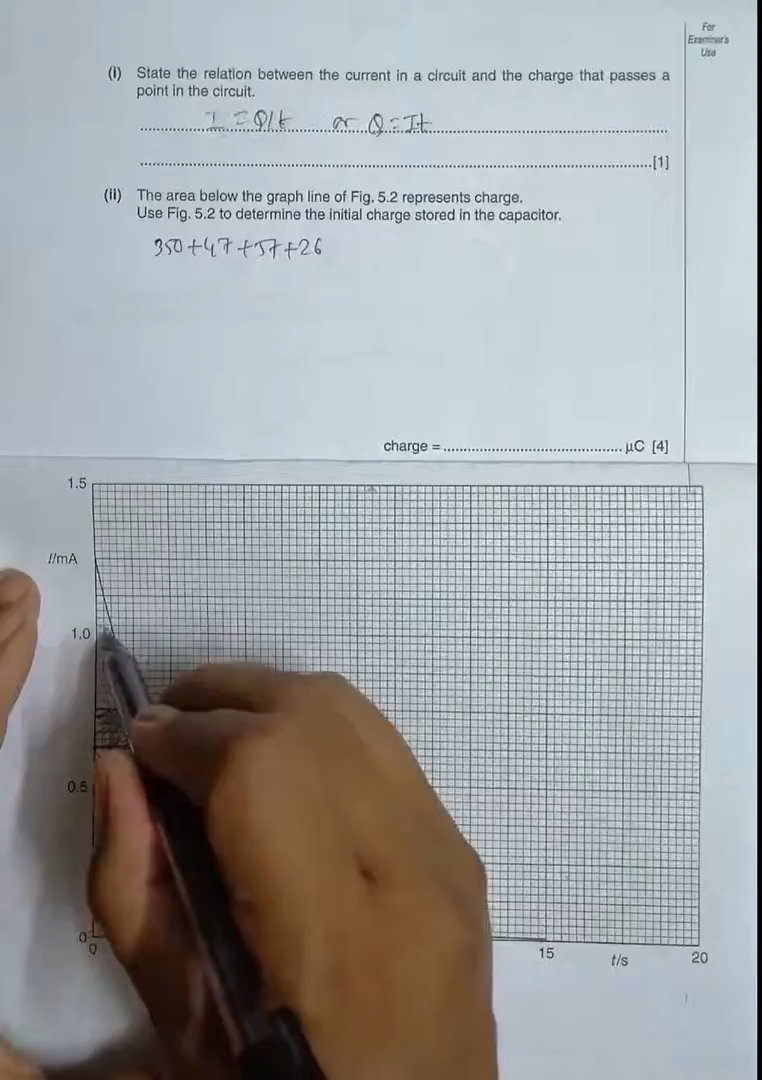 For
Examiner's
Use
(i) State the relation between the current in a circuit and the charge that passes a
point in the circuit.
I = Q/t or Q = It
[1]
(ii) The area below the graph line of Fig. 5.2 represents charge.
Use Fig. 5.2 to determine the initial charge stored in the capacitor.
350+47+57+26
charge = μC [4]
1.5
I/mA
1.0
0.5
0
0 15 t/s 20